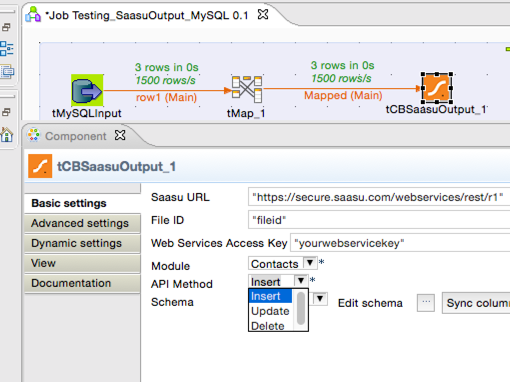 *Job Testing_SaasuOutput_MySQL 0.1
3 rows in 0s
1500 rows/s
row1 (Main)
3 rows in 0s
1500 rows/s
Mapped (Main)
tMySQLInput
tMap_1
tCBSaasuOutput_1
Component
tCBSaasuOutput_1
Basic settings
Advanced settings
Dynamic settings
View
Documentation
Saasu URL "https://secure.saasu.com/webservices/rest/r1"
File ID "fileid"
Web Services Access Key "yourwebservicekey"
Module Contacts *
API Method Insert *
Insert
Update
Delete
Schema Edit schema ... Sync colum